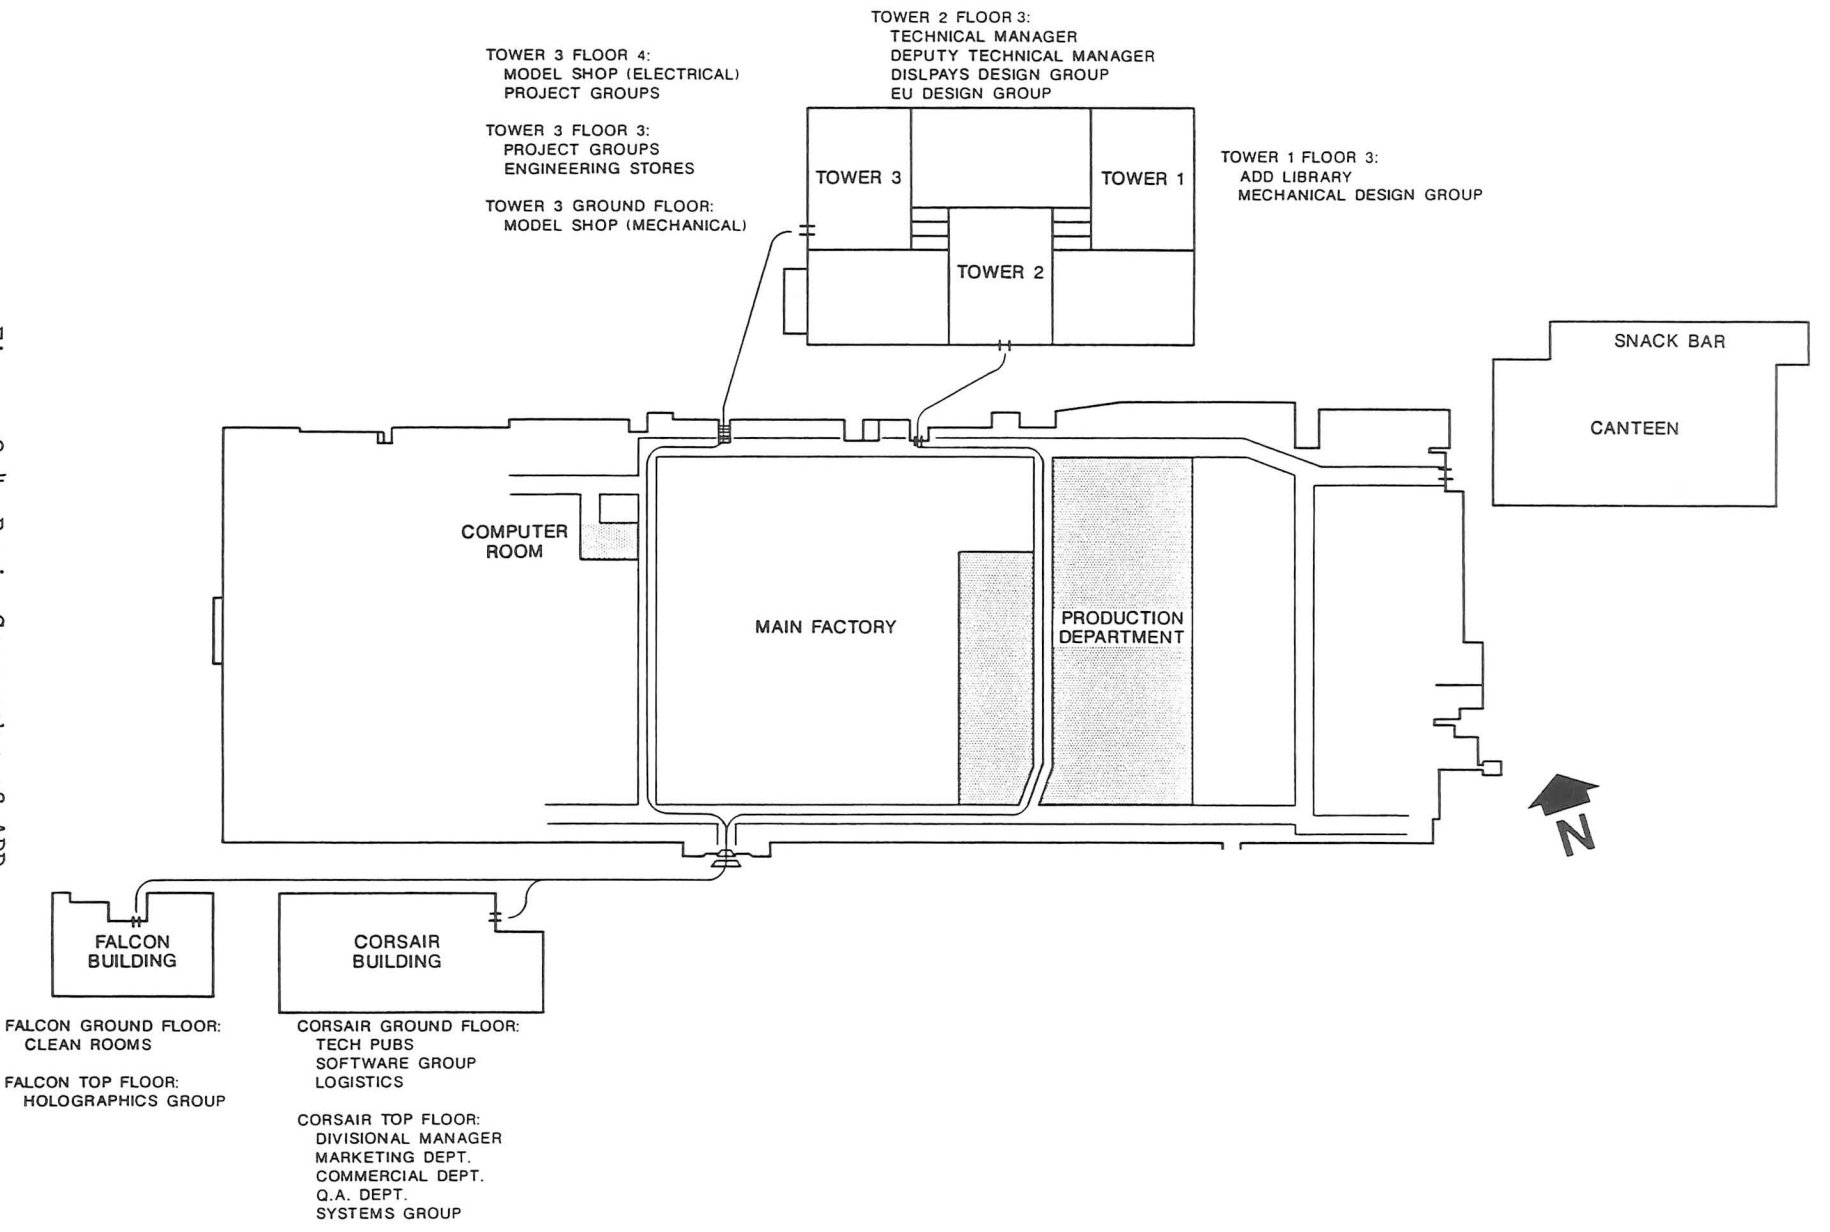 TOWER 2 FLOOR 3:
TECHNICAL MANAGER
DEPUTY TECHNICAL MANAGER
DISLPAYS DESIGN GROUP
EU DESIGN GROUP
TOWER 3 FLOOR 4:
MODEL SHOP (ELECTRICAL)
PROJECT GROUPS
TOWER 3 FLOOR 3:
PROJECT GROUPS
ENGINEERING STORES
TOWER 3 GROUND FLOOR:
MODEL SHOP (MECHANICAL)
TOWER 3
TOWER 1
TOWER 2
TOWER 1 FLOOR 3:
ADD LIBRARY
MECHANICAL DESIGN GROUP
SNACK BAR
CANTEEN
COMPUTER
ROOM
MAIN FACTORY
PRODUCTION
DEPARTMENT
N
FALCON
BUILDING
CORSAIR
BUILDING
FALCON GROUND FLOOR:
CLEAN ROOMS
FALCON TOP FLOOR:
HOLOGRAPHICS GROUP
CORSAIR GROUND FLOOR:
TECH PUBS
SOFTWARE GROUP
LOGISTICS
CORSAIR TOP FLOOR:
DIVISIONAL MANAGER
MARKETING DEPT.
COMMERCIAL DEPT.
Q.A. DEPT.
SYSTEMS GROUP